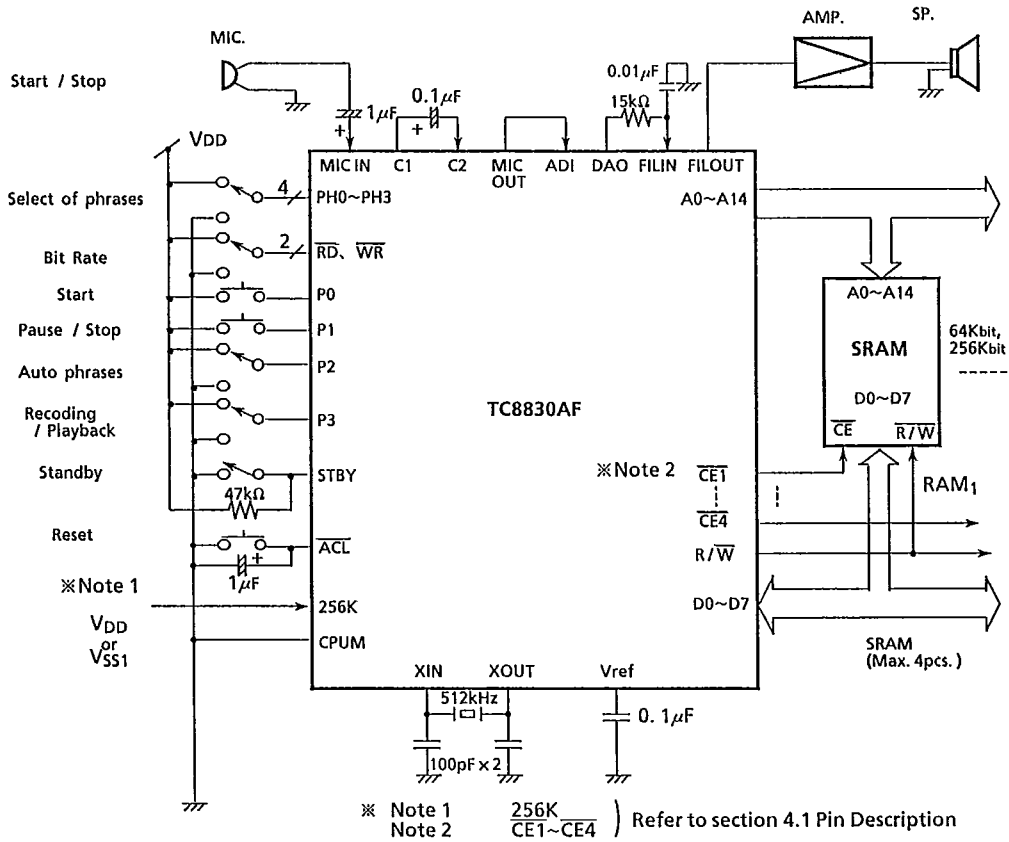 AMP.
SP.
MIC.
Start / Stop
0.01μF
0.1μF
15kΩ
1μF
+
+
VDD
MIC IN
C1
C2
MIC OUT
ADI
DAO
FILIN
FILOUT
Select of phrases
4
PH0~PH3
A0~A14
Bit Rate
2
RD、WR
Start
P0
A0~A14
Pause / Stop
P1
64Kbit,
256Kbit
SRAM
Auto phrases
P2
D0~D7
Recoding
/ Playback
P3
TC8830AF
CE
R/W
Standby
STBY
※Note 2
CE1
RAM1
47kΩ
CE4
Reset
ACL
+
1μF
R/W
※Note 1
256K
D0~D7
VDD
or
VSS1
CPUM
SRAM
(Max. 4pcs.)
XIN
XOUT
Vref
512kHz
0.1μF
100pF×2
※ Note 1 256K
Note 2 CE1~CE4 ) Refer to section 4.1 Pin Description